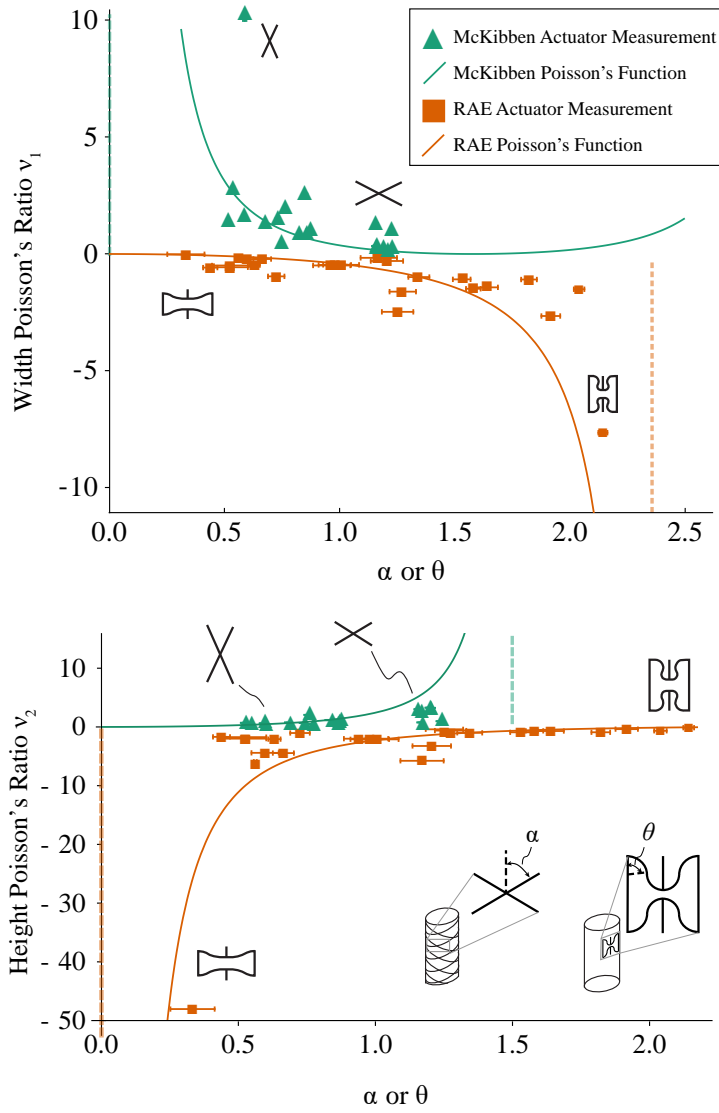 10
McKibben Actuator Measurement
McKibben Poisson's Function
RAE Actuator Measurement
RAE Poisson's Function
5
0
-5
-10
Width Poisson's Ratio ν1
0.0 0.5 1.0 1.5 2.0 2.5
α or θ
10
0
- 10
- 20
- 30
- 40
- 50
Height Poisson's Ratio ν2
α
θ
0.0 0.5 1.0 1.5 2.0
α or θ